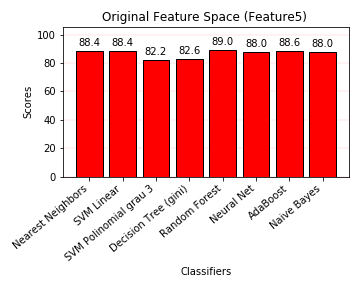 Original Feature Space (Feature5)
100
80
60
40
20
0
Scores
88.4
88.4
82.2
82.6
89.0
88.0
88.6
88.0
Nearest Neighbors
SVM Linear
SVM Polinomial grau 3
Decision Tree (gini)
Random Forest
Neural Net
AdaBoost
Naive Bayes
Classifiers